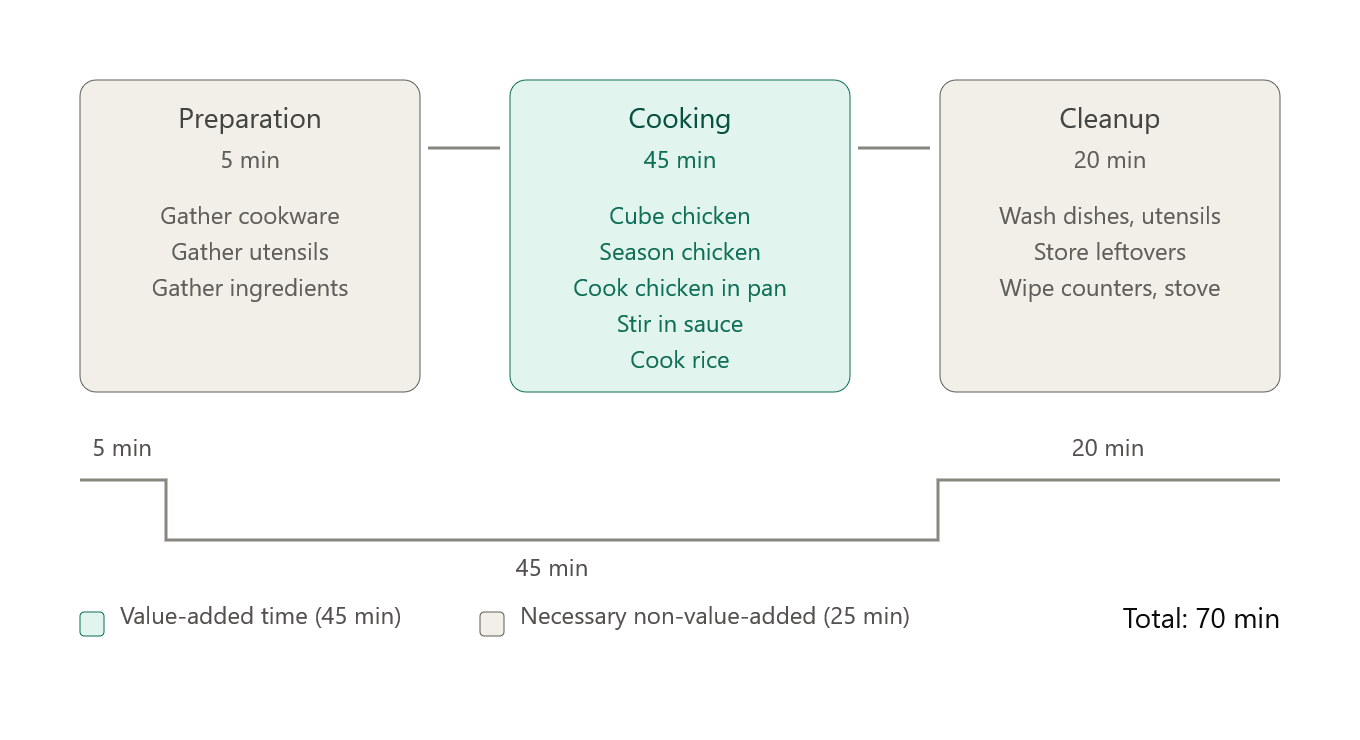 Preparation
5 min
Gather cookware
Gather utensils
Gather ingredients
Cooking
45 min
Cube chicken
Season chicken
Cook chicken in pan
Stir in sauce
Cook rice
Cleanup
20 min
Wash dishes, utensils
Store leftovers
Wipe counters, stove
5 min
20 min
45 min
Value-added time (45 min)
Necessary non-value-added (25 min)
Total: 70 min